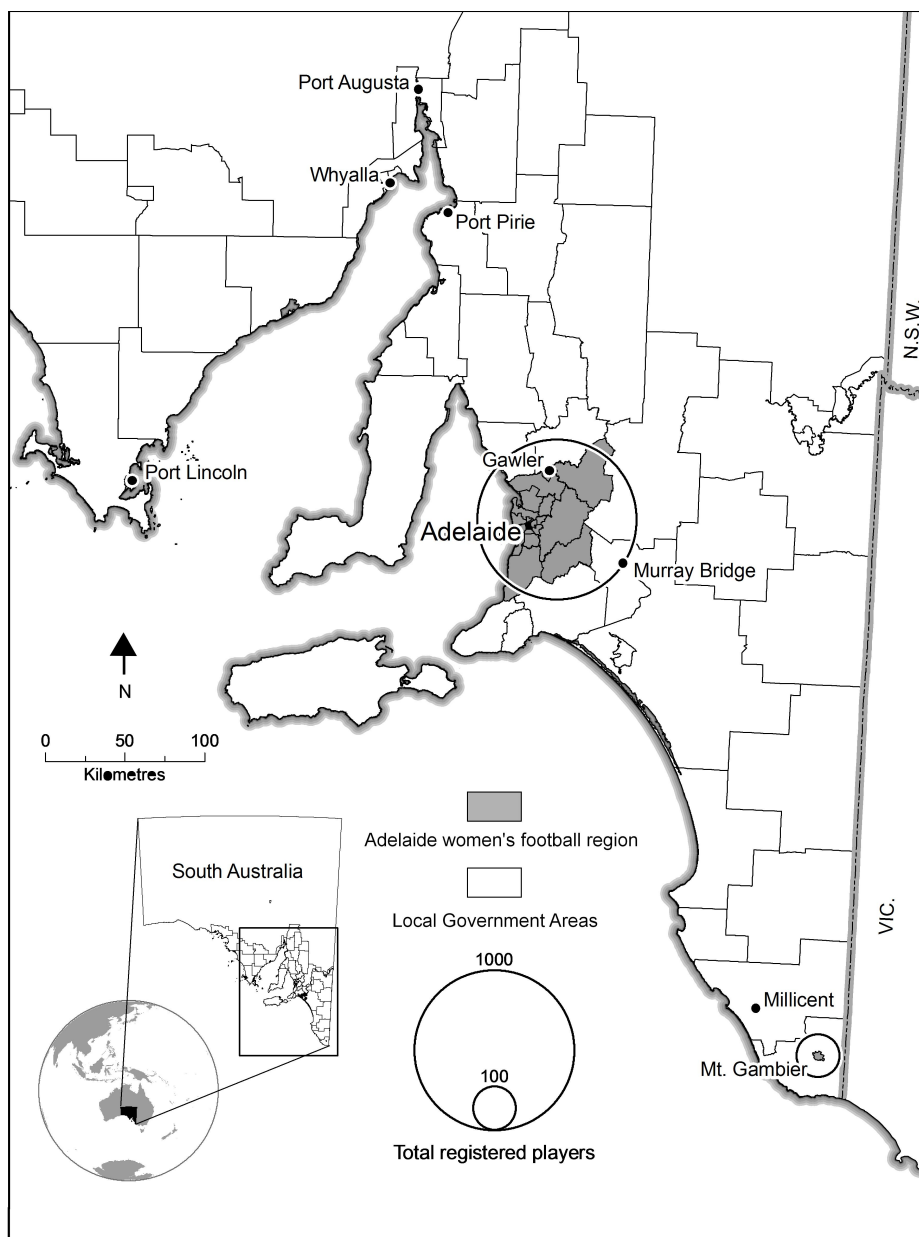 Port Augusta
Whyalla
Port Pirie
N.S.W.
Gawler
Port Lincoln
Adelaide
Murray Bridge
N
0 50 100
Kilometres
Adelaide women's football region
South Australia
Local Government Areas
VIC.
1000
Millicent
Mt. Gambier
100
Total registered players